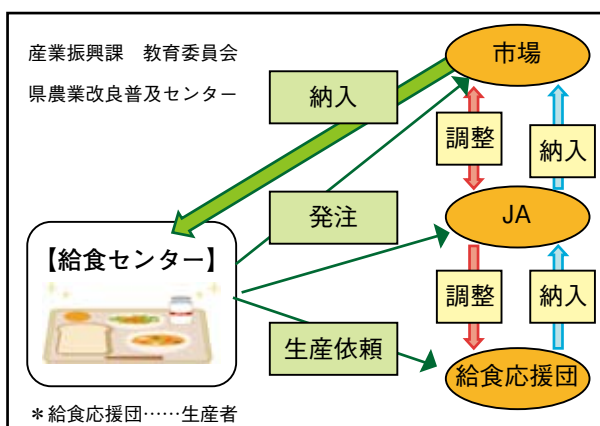 産業振興課　教育委員会
県農業改良普及センター
市場
納入
調整
納入
発注
JA
【給食センター】
調整
納入
生産依頼
給食応援団
＊給食応援団……生産者